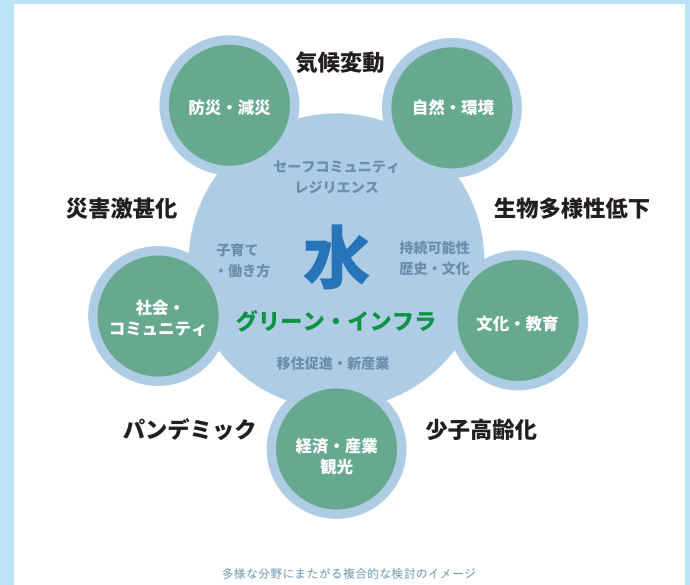 気候変動
防災・減災
自然・環境
セーフコミュニティ
レジリエンス
災害激甚化
生物多様性低下
子育て
・働き方
水
持続可能性
歴史・文化
社会・
コミュニティ
グリーン・インフラ
文化・教育
移住促進・新産業
パンデミック
少子高齢化
経済・産業
観光
多様な分野にまたがる複合的な検討のイメージ